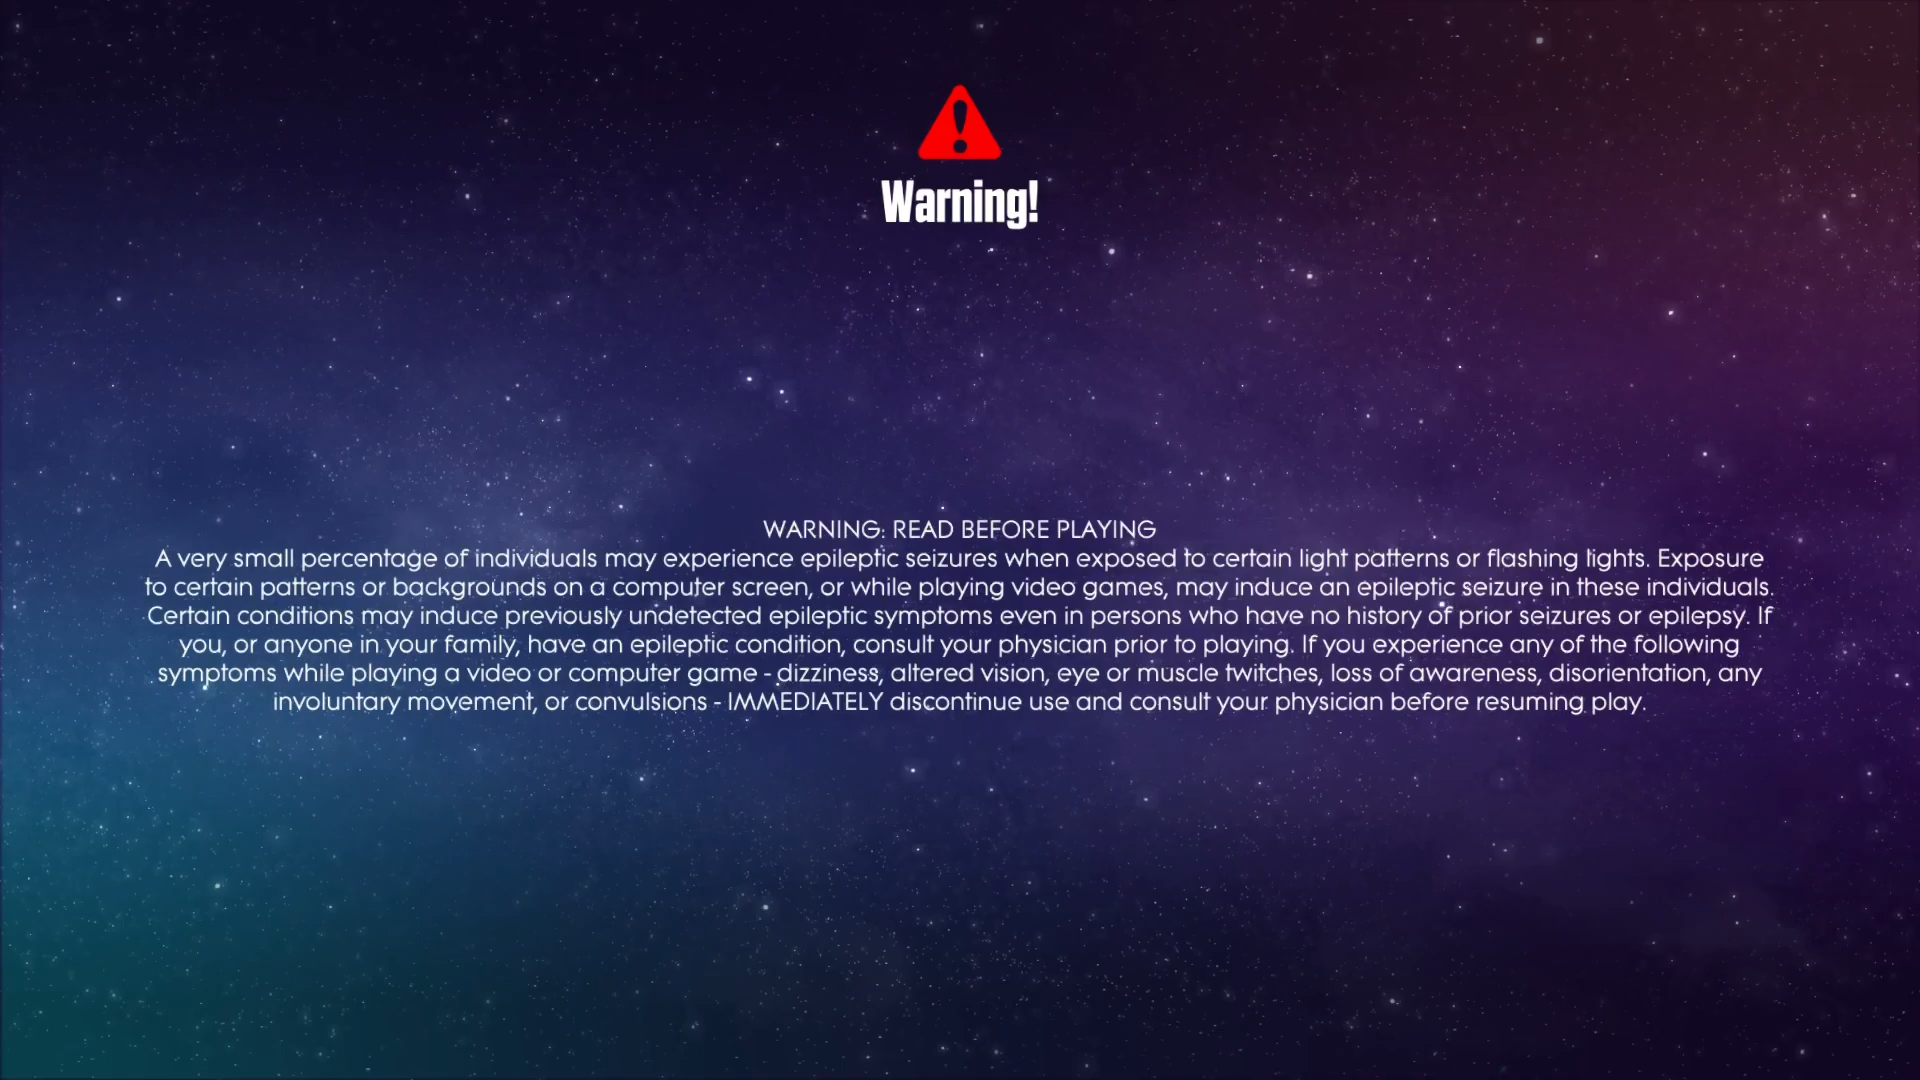 Warning!
WARNING: READ BEFORE PLAYING
A very small percentage of individuals may experience epileptic seizures when exposed to certain light patterns or flashing lights. Exposure
to certain patterns or backgrounds on a computer screen, or while playing video games, may induce an epileptic seizure in these individuals.
Certain conditions may induce previously undetected epileptic symptoms even in persons who have no history of prior seizures or epilepsy. If
you, or anyone in your family, have an epileptic condition, consult your physician prior to playing. If you experience any of the following
symptoms while playing a video or computer game - dizziness, altered vision, eye or muscle twitches, loss of awareness, disorientation, any
involuntary movement, or convulsions - IMMEDIATELY discontinue use and consult your physician before resuming play.